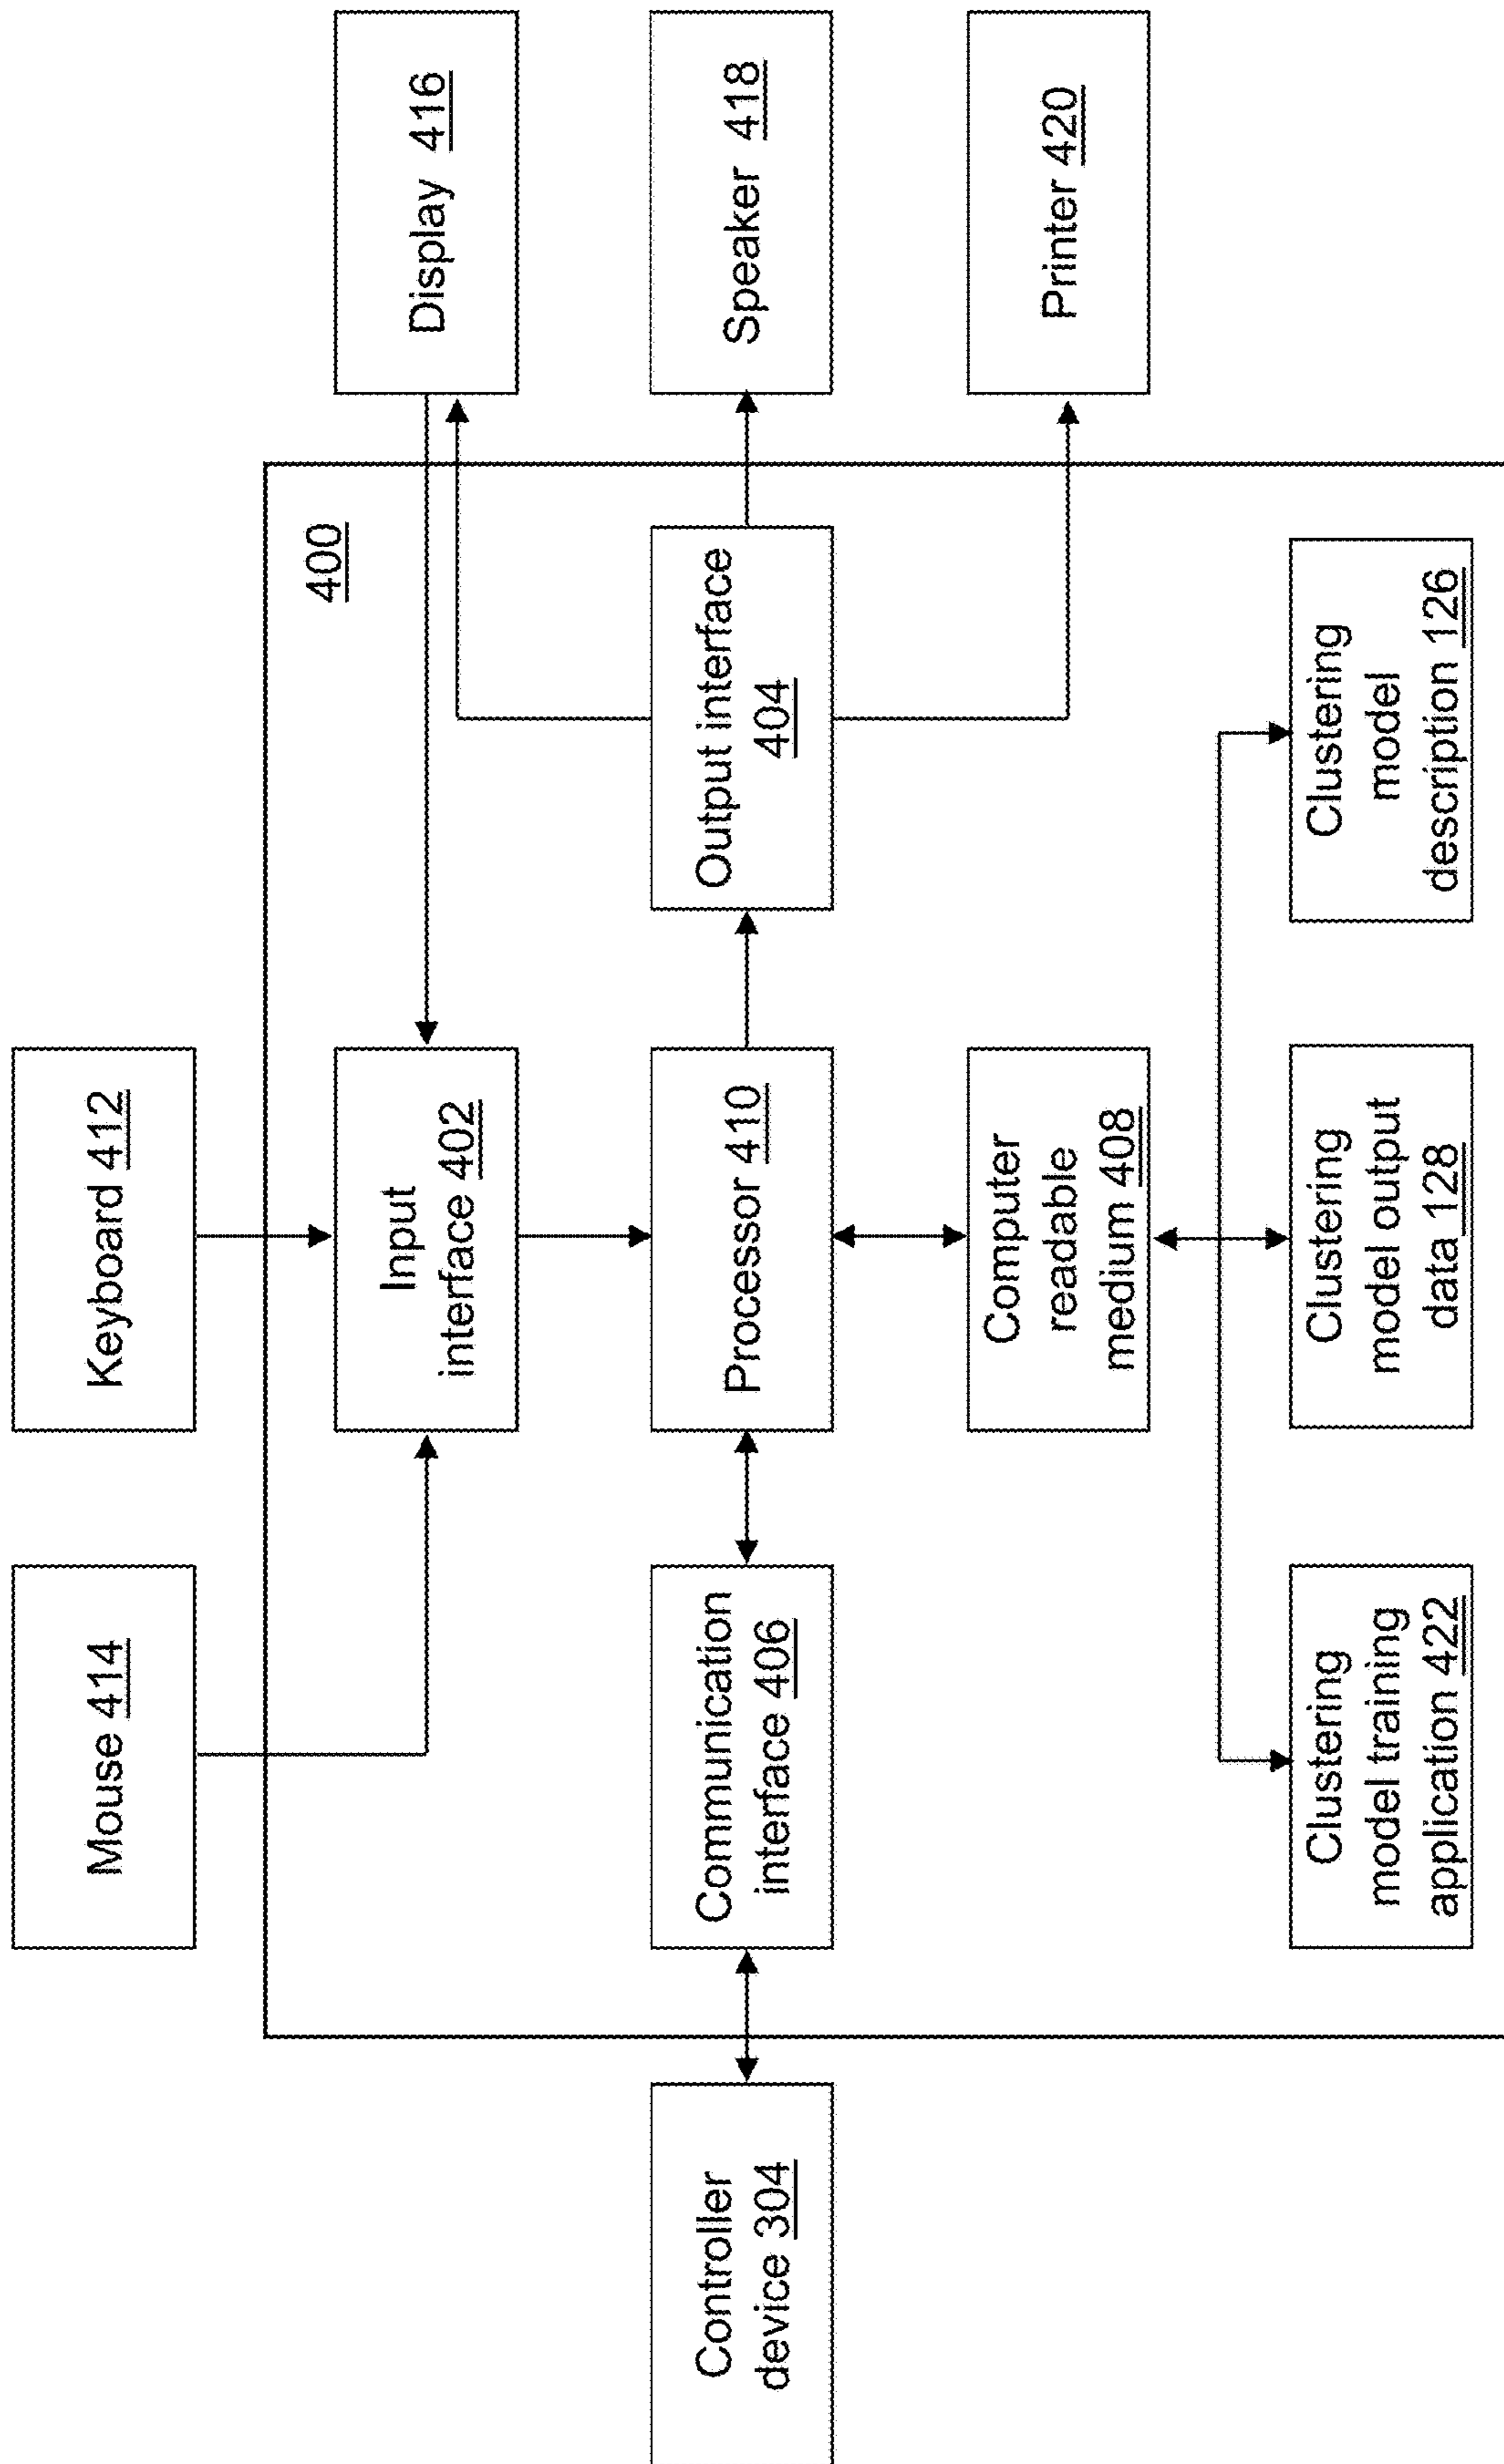 Mouse 414
Keyboard 412
400
Display 416
Input
interface 402
Controller
device 304
Communication
interface 406
Processor 410
Output interface
404
Speaker 418
Computer
readable
medium 408
Printer 420
Clustering
model training
application 422
Clustering
model output
data 128
Clustering
model
description 126